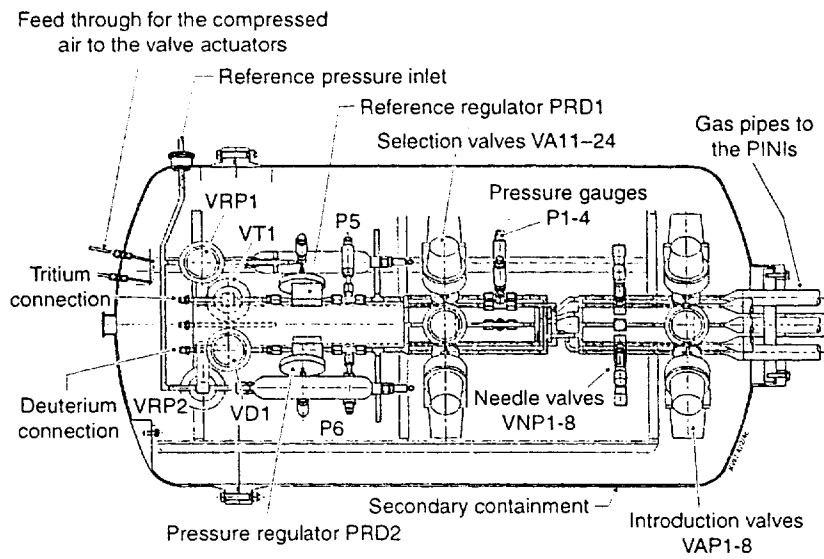 Feed through for the compressed
air to the valve actuators
Reference pressure inlet
Reference regulator PRD1
Selection valves VA11–24
Gas pipes to
the PINIs
VRP1
Pressure gauges
P1-4
VT1
P5
Tritium
connection
Deuterium
connection
VRP2
VD1
P6
Needle valves
VNP1-8
Secondary containment
Pressure regulator PRD2
Introduction valves
VAP1-8